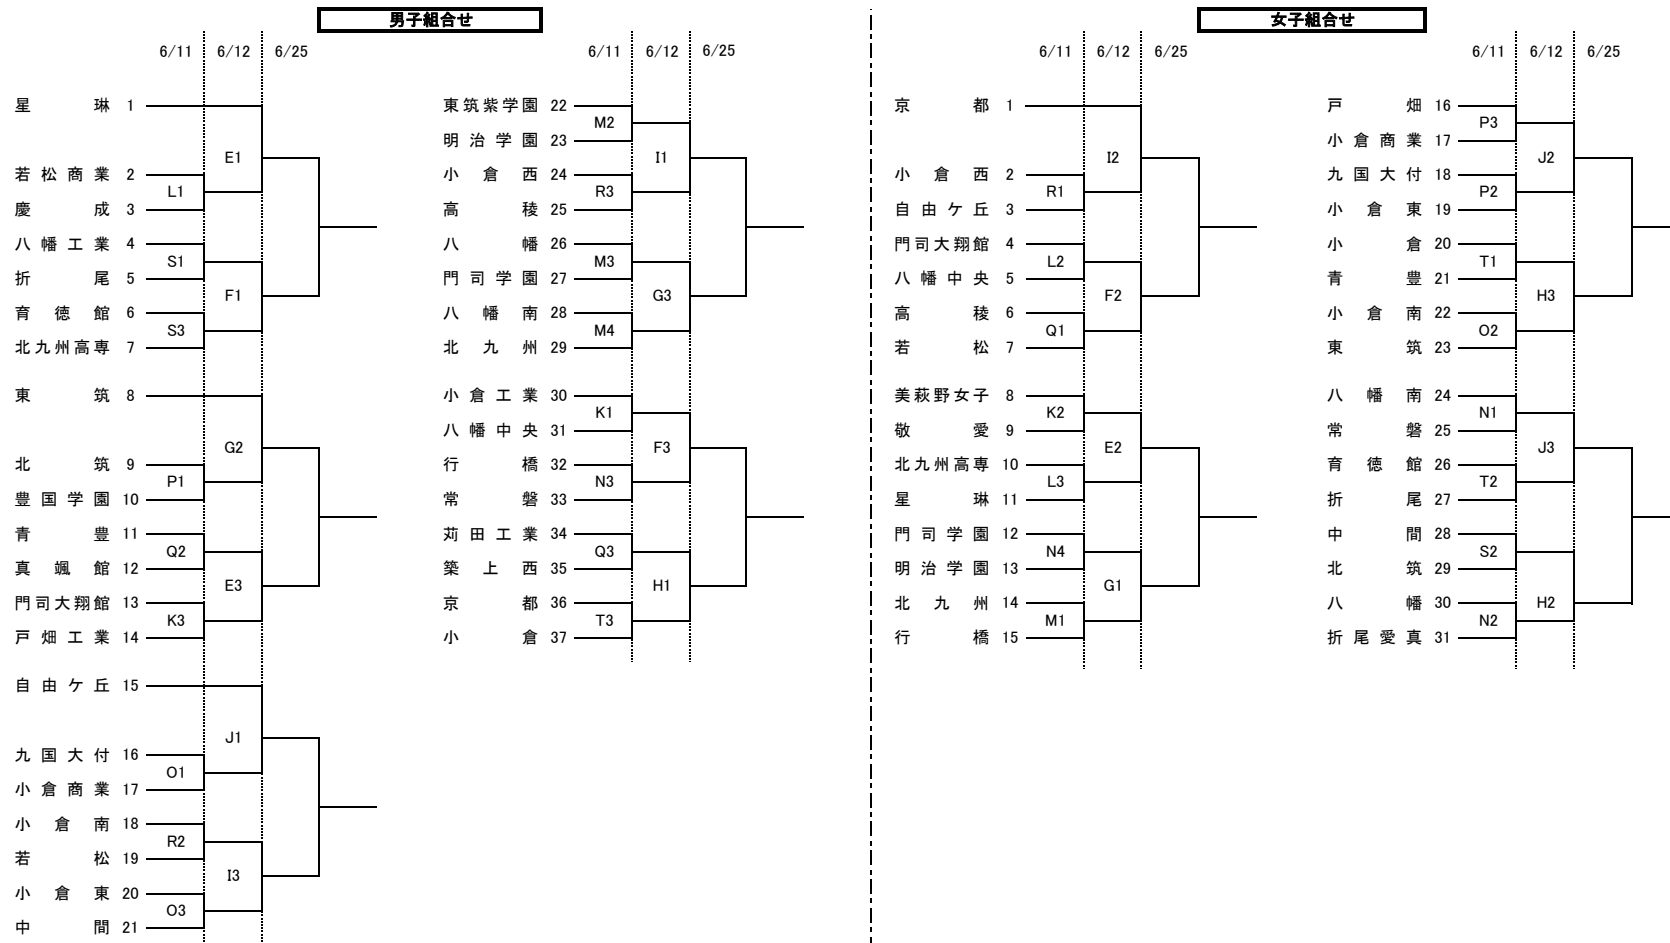 男子組合せ
6/11 6/12 6/25
星琳 1
E1
若松商業 2
L1
慶成 3
八幡工業 4
S1
折尾 5
F1
育徳館 6
S3
北九州高専 7
東筑 8
G2
北筑 9
P1
豊国学園 10
青豊 11
Q2
真颯館 12
E3
門司大翔館 13
K3
戸畑工業 14
自由ケ丘 15
J1
九国大付 16
O1
小倉商業 17
小倉南 18
R2
若松 19
I3
小倉東 20
O3
中間 21
6/11 6/12 6/25
東筑紫学園 22
M2
明治学園 23
I1
小倉西 24
R3
高稜 25
八幡 26
M3
門司学園 27
G3
八幡南 28
M4
北九州 29
小倉工業 30
K1
八幡中央 31
F3
行橋 32
N3
常磐 33
苅田工業 34
Q3
築上西 35
H1
京都 36
T3
小倉 37
女子組合せ
6/11 6/12 6/25
京都 1
I2
小倉西 2
R1
自由ケ丘 3
門司大翔館 4
L2
八幡中央 5
F2
高稜 6
Q1
若松 7
美萩野女子 8
K2
敬愛 9
E2
北九州高専 10
L3
星琳 11
門司学園 12
N4
明治学園 13
G1
北九州 14
M1
行橋 15
6/11 6/12 6/25
戸畑 16
P3
小倉商業 17
J2
九国大付 18
P2
小倉東 19
小倉 20
T1
青豊 21
H3
小倉南 22
O2
東筑 23
八幡南 24
N1
常磐 25
J3
育徳館 26
T2
折尾 27
中間 28
S2
北筑 29
H2
八幡 30
N2
折尾愛真 31